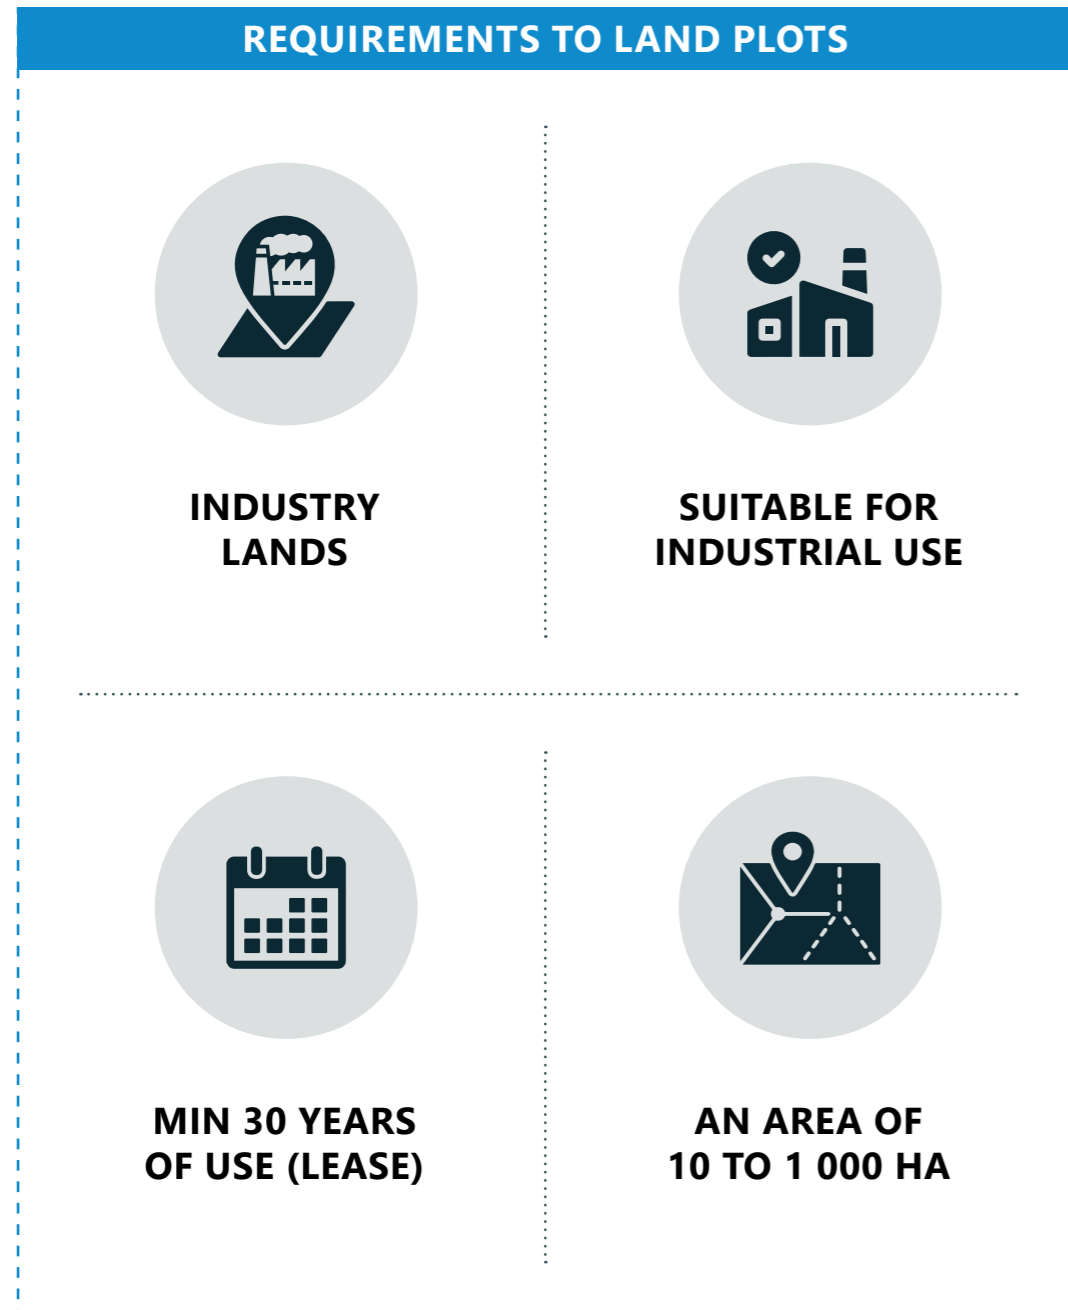 REQUIREMENTS TO LAND PLOTS
INDUSTRY
LANDS
SUITABLE FOR
INDUSTRIAL USE
MIN 30 YEARS
OF USE (LEASE)
AN AREA OF
10 TO 1 000 HA